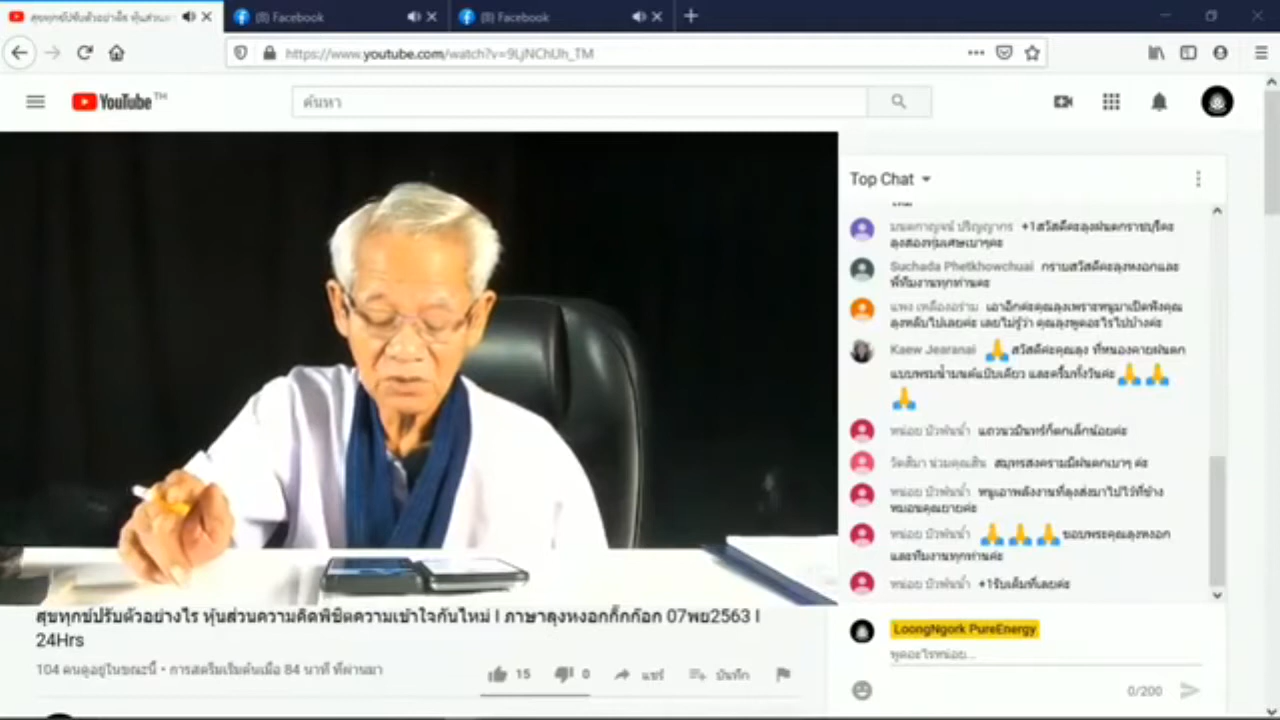 สุขทุกข์ปรับตัวอย่างไร หุ้นส่วนคว
(8) Facebook
(8) Facebook
https://www.youtube.com/watch?v=9LjNChUh_TM
YouTube TH
ค้นหา
Top Chat
มนตกาญจน์ ปริญญากร +1สวัสดีคะลุงฝนตกราชบุรีคะ
ลุงสองทุ่มเศษเบาๆคะ
Suchada Phetkhowchuai กราบสวัสดีคะลุงหงอกและ
พี่ทีมงานทุกท่านคะ
แพง เหลืองอร่าม เอาอีกค่ะคุณลุงเพราะหนูมาเปิดฟังคุณ
ลุงหลับไปเลยค่ะ เลยไม่รู้ว่า คุณลุงพูดอะไรไปบ้างค่ะ
Kaew Jearanai 🙏สวัสดีค่ะคุณลุง ที่หนองคายฝนตก
แบบพรมน้ำมนต์แป๊บเดียว และครึ้มทั้งวันค่ะ 🙏 🙏
🙏
หน่อย บัวพันน้ำ แถวนวมินทร์ก็ตกเล็กน้อยค่ะ
วัตสิมา น่วมคุณสิน สมุทรสงครามมีฝนตกเบาๆ ค่ะ
หน่อย บัวพันน้ำ หนูเอาพลังงานที่ลุงส่งมาไปไว้ที่ข้าง
หมอนคุณยายค่ะ
หน่อย บัวพันน้ำ 🙏 🙏 🙏 ขอบพระคุณลุงหงอก
และทีมงานทุกท่านค่ะ
หน่อย บัวพันน้ำ +1รับเต็มที่เลยค่ะ
สุขทุกข์ปรับตัวอย่างไร หุ้นส่วนความคิดพิชิตความเข้าใจกันใหม่ I ภาษาลุงหงอกกิ๊กก๊อก 07พย2563 I
24Hrs
LoongNgork PureEnergy
พูดอะไรหน่อย...
104 คนดูอยู่ในขณะนี้ • การสตรีมเริ่มต้นเมื่อ 84 นาที ที่ผ่านมา
15
0
แชร์
บันทึก
0/200